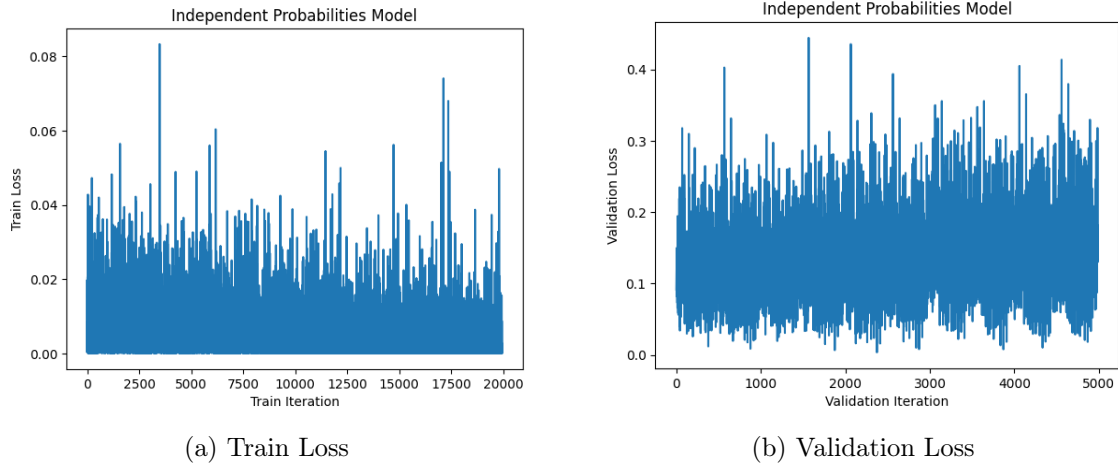 Independent Probabilities Model
Train Loss
0.08
0.06
0.04
0.02
0.00
0 2500 5000 7500 10000 12500 15000 17500 20000
Train Iteration
(a) Train Loss
Independent Probabilities Model
Validation Loss
0.4
0.3
0.2
0.1
0.0
0 1000 2000 3000 4000 5000
Validation Iteration
(b) Validation Loss